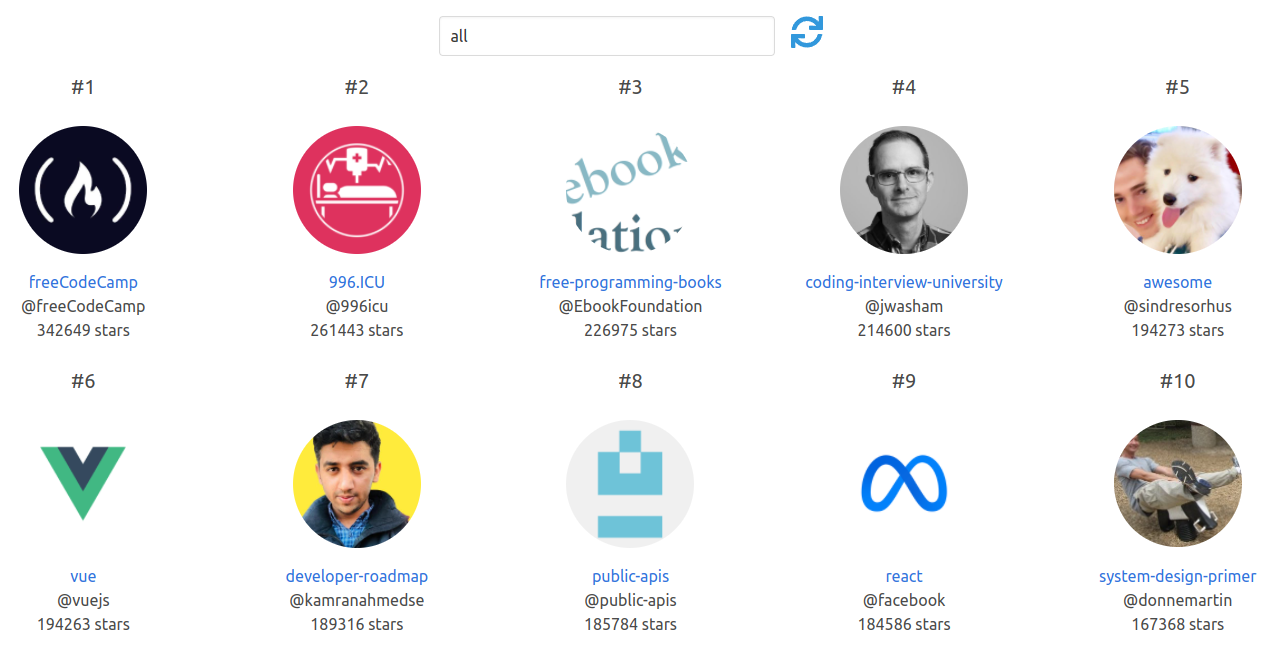 all
#1
#2
#3
#4
#5
ebook
latio
freeCodeCamp
996.ICU
free-programming-books
coding-interview-university
awesome
@freeCodeCamp
@996icu
@EbookFoundation
@jwasham
@sindresorhus
342649 stars
261443 stars
226975 stars
214600 stars
194273 stars
#6
#7
#8
#9
#10
vue
developer-roadmap
public-apis
react
system-design-primer
@vuejs
@kamranahmedse
@public-apis
@facebook
@donnemartin
194263 stars
189316 stars
185784 stars
184586 stars
167368 stars